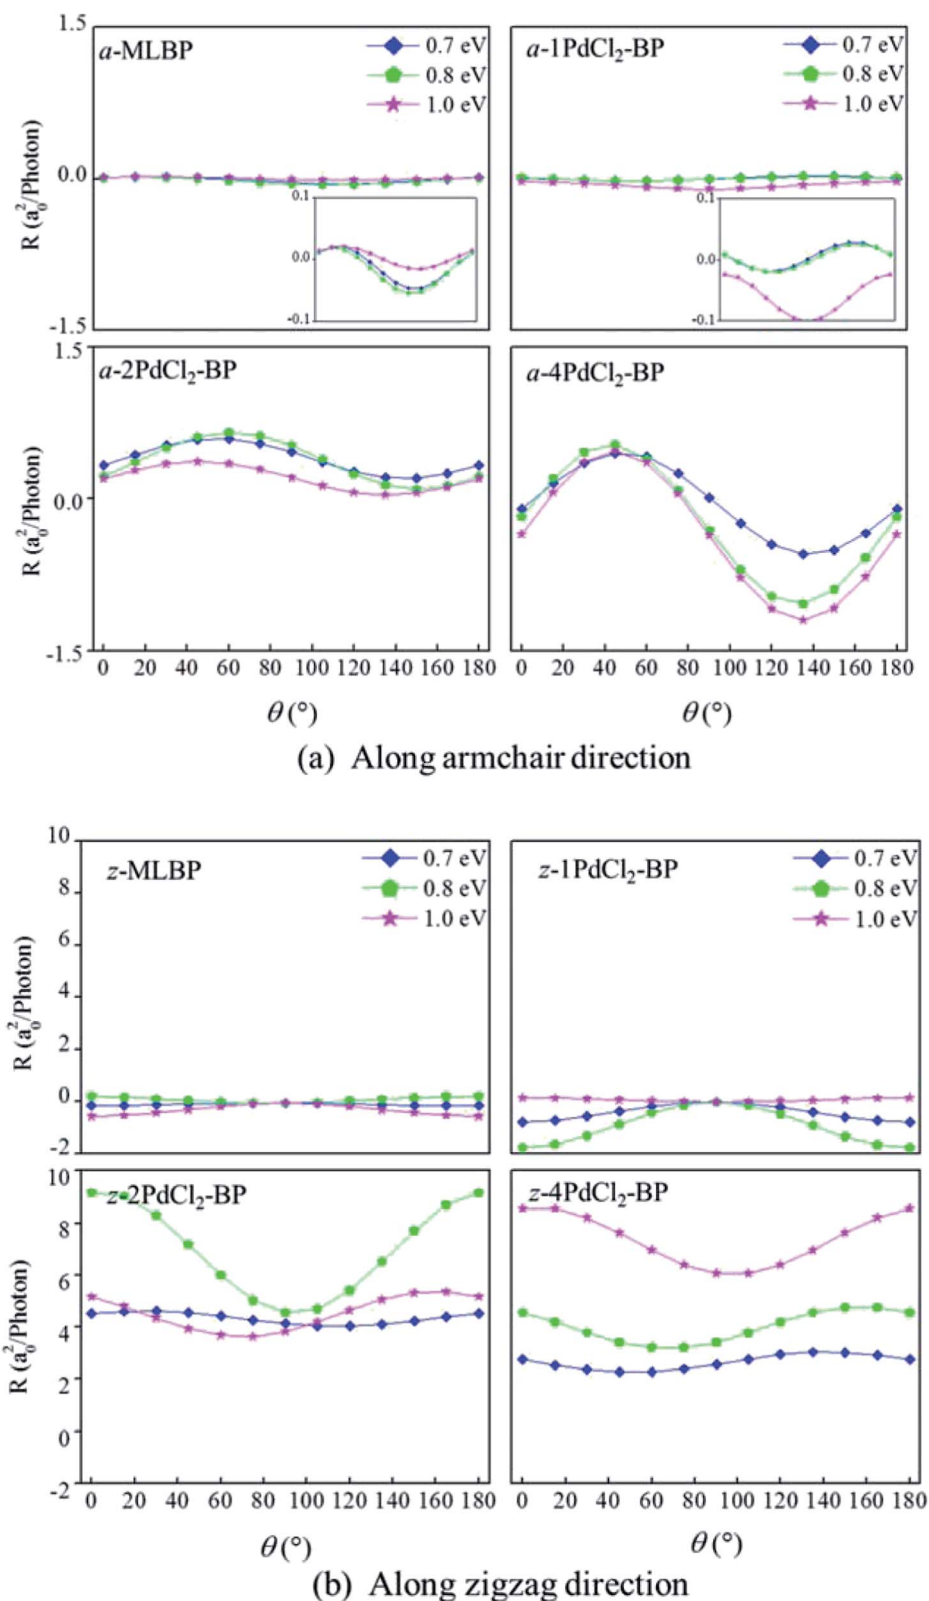 1.5
a-MLBP
0.7 eV
0.8 eV
1.0 eV
a-1PdCl₂-BP
0.7 eV
0.8 eV
1.0 eV
R (a₀²/Photon)
0.0
-1.5
0.1
0.0
-0.1
0.1
0.0
-0.1
1.5
a-2PdCl₂-BP
a-4PdCl₂-BP
R (a₀²/Photon)
0.0
-1.5
0 20 40 60 80 100 120 140 160 180
0 20 40 60 80 100 120 140 160 180
θ (°)
θ (°)
(a) Along armchair direction
10
8
6
4
2
0
-2
R (a₀²/Photon)
z-MLBP
0.7 eV
0.8 eV
1.0 eV
z-1PdCl₂-BP
0.7 eV
0.8 eV
1.0 eV
10
8
6
4
2
0
-2
R (a₀²/Photon)
z-2PdCl₂-BP
z-4PdCl₂-BP
0 20 40 60 80 100 120 140 160 180
0 20 40 60 80 100 120 140 160 180
θ (°)
θ (°)
(b) Along zigzag direction